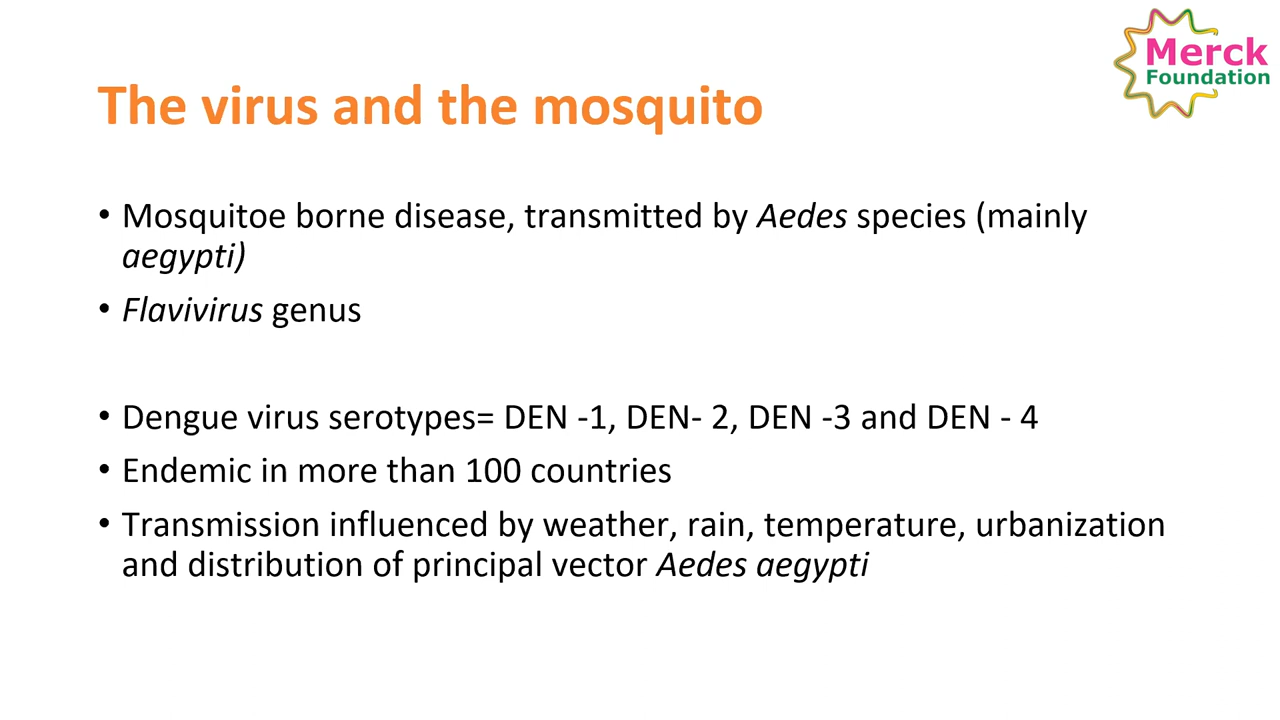 Merck
Foundation
The virus and the mosquito
• Mosquitoe borne disease, transmitted by Aedes species (mainly
aegypti)
• Flavivirus genus
• Dengue virus serotypes= DEN -1, DEN- 2, DEN -3 and DEN - 4
• Endemic in more than 100 countries
• Transmission influenced by weather, rain, temperature, urbanization
and distribution of principal vector Aedes aegypti